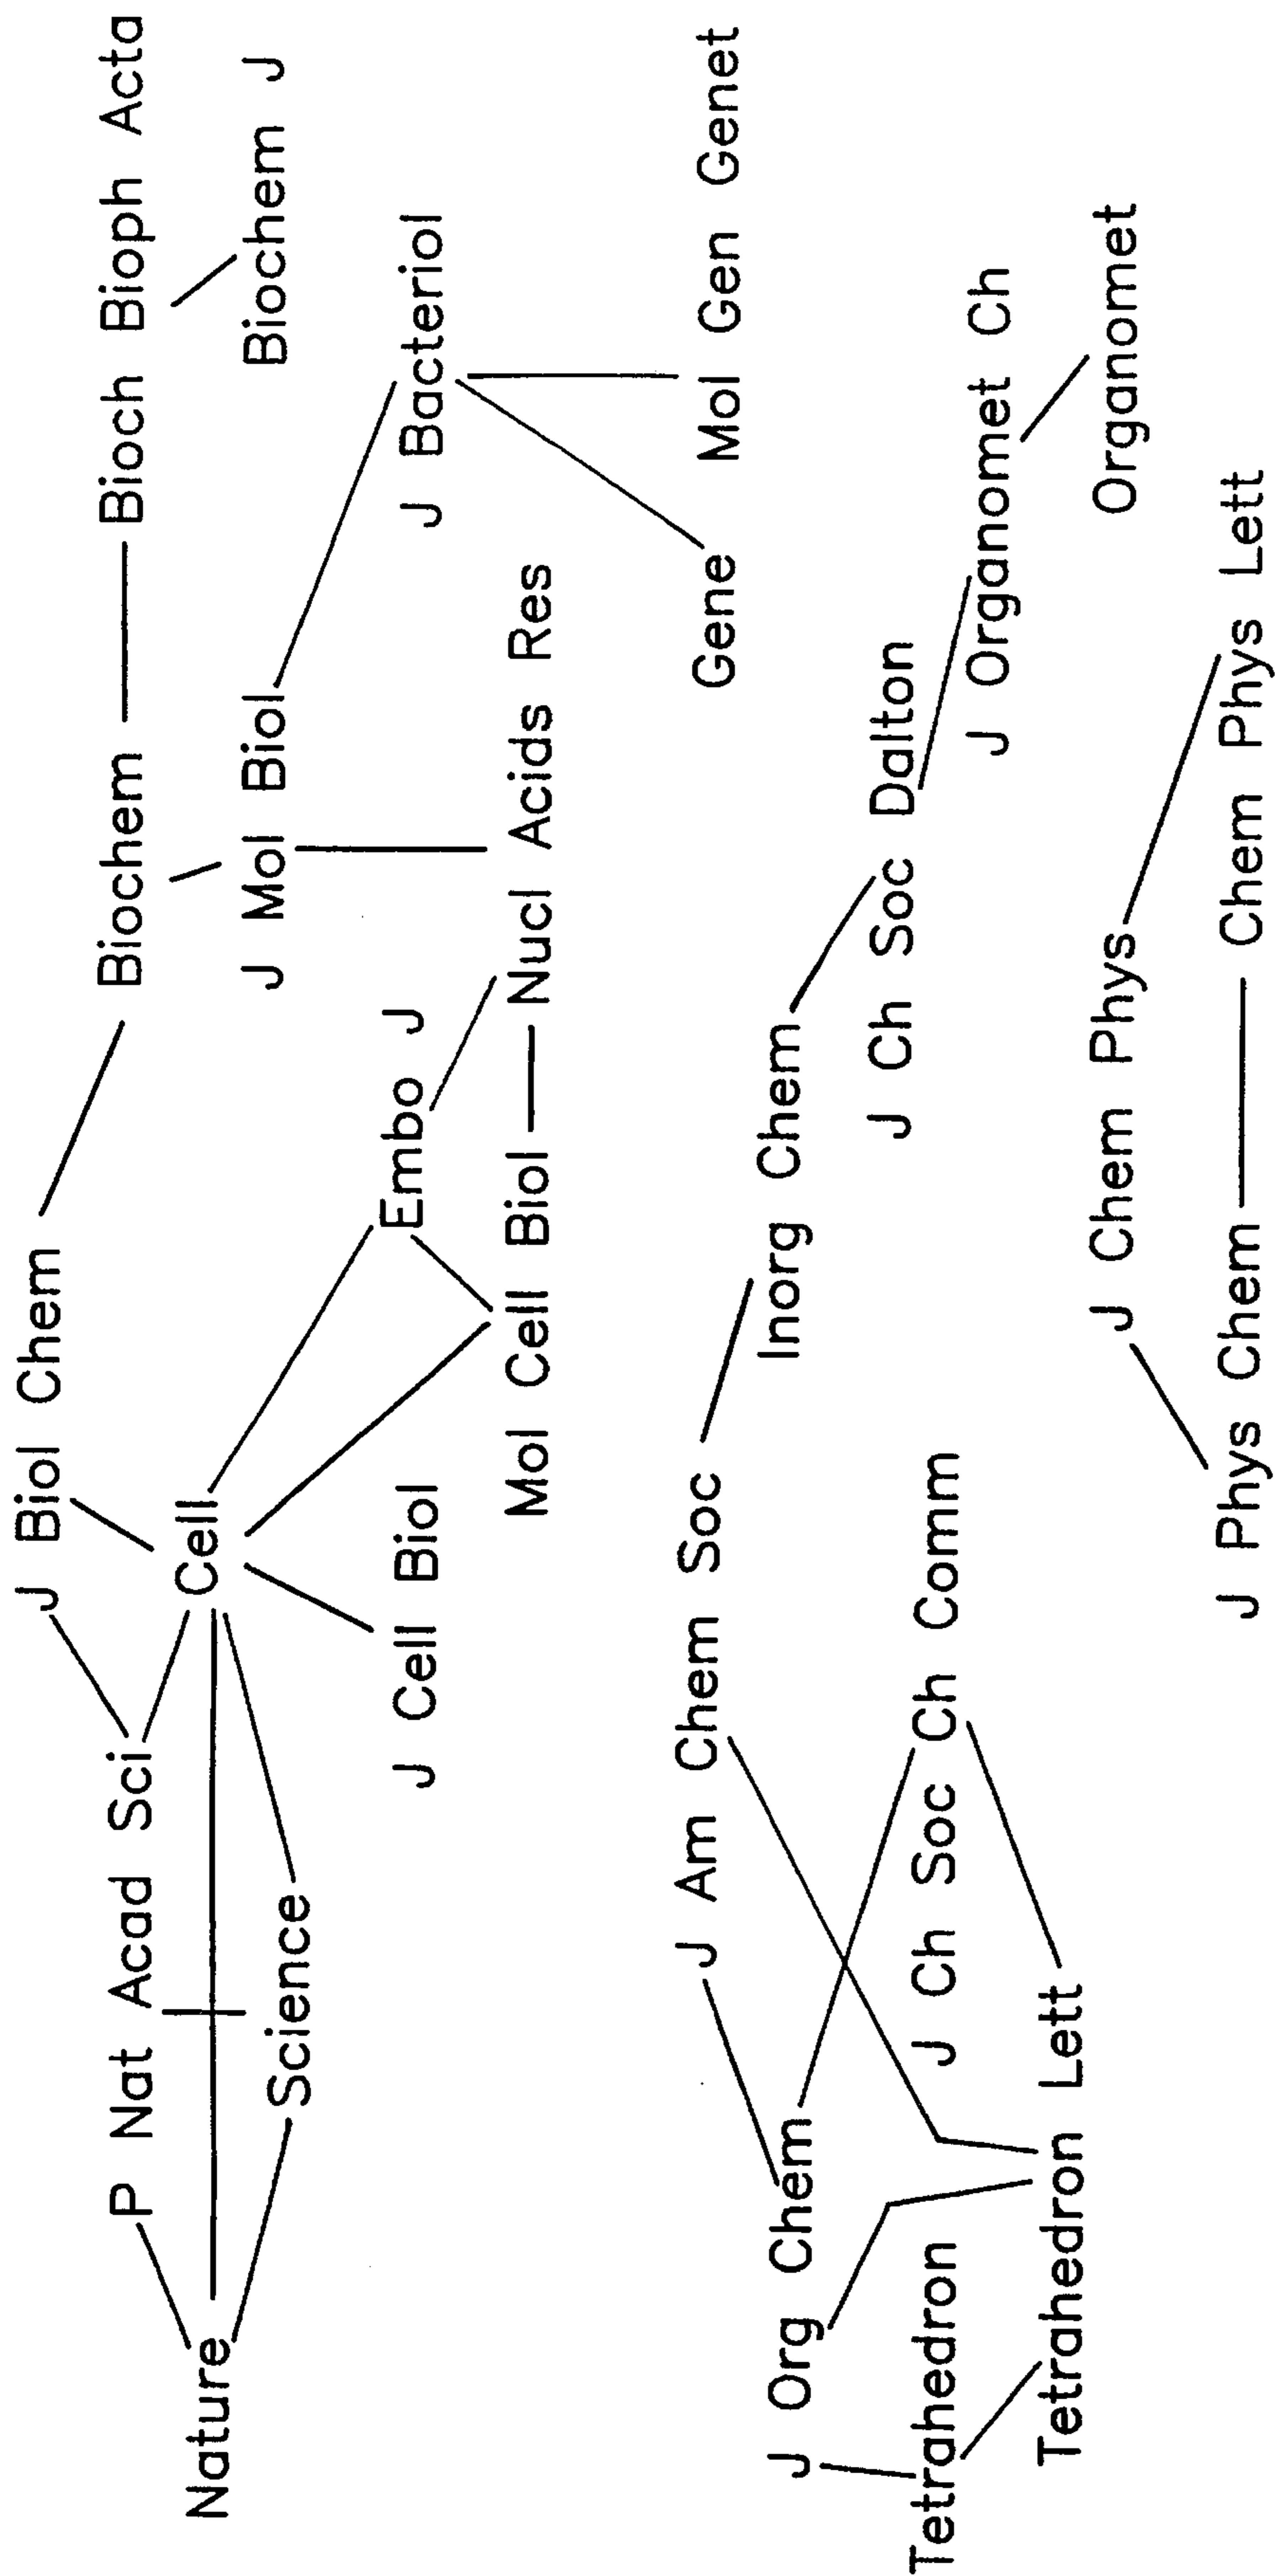 J Biol Chem
P Nat Acad Sci
Biochem
Bioch Bioph Acta
Nature
Cell
Science
J Mol Biol
Biochem J
J Cell Biol
Embo J
J Bacteriol
Mol Cell Biol
Nucl Acids Res
Gene
Mol Gen Genet
J Am Chem Soc
J Org Chem
Inorg Chem
Tetrahedron
J Ch Soc Ch Comm
J Ch Soc Dalton
J Organomet Ch
Tetrahedron Lett
Organomet
J Chem Phys
J Phys Chem
Chem Phys Lett